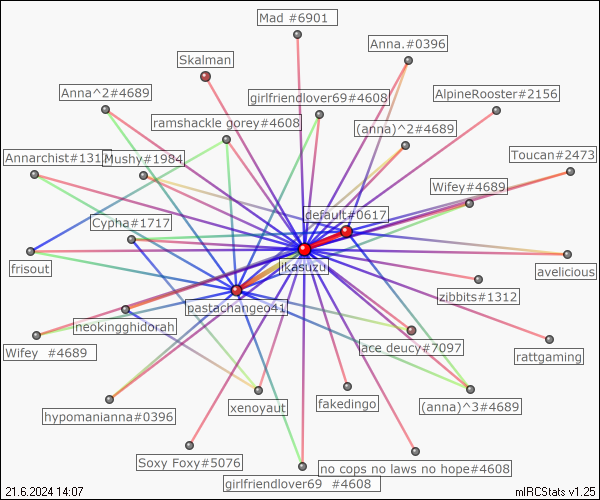 Mad #6901
Anna.#0396
Skalman
Anna^2#4689
girlfriendlover69#4608
AlpineRooster#2156
ramshackle gorey#4608
(anna)^2#4689
Annarchist#131
Mushy#1984
Toucan#2473
Wifey#4689
default#0617
Cypha#1717
frisout
ikasuzu
avelicious
zjbbits#1312
pastachangeo41
neokingghidorah
Wifey #4689
ace deucy#7097
rattgaming
hypomanianna#0396
xenoyaut
fakedingo
(anna)^3#4689
Soxy Foxy#5076
no cops no laws no hope#4608
girlfriendlover69 #4608
21.6.2024 14:07
mIRCStats v1.25